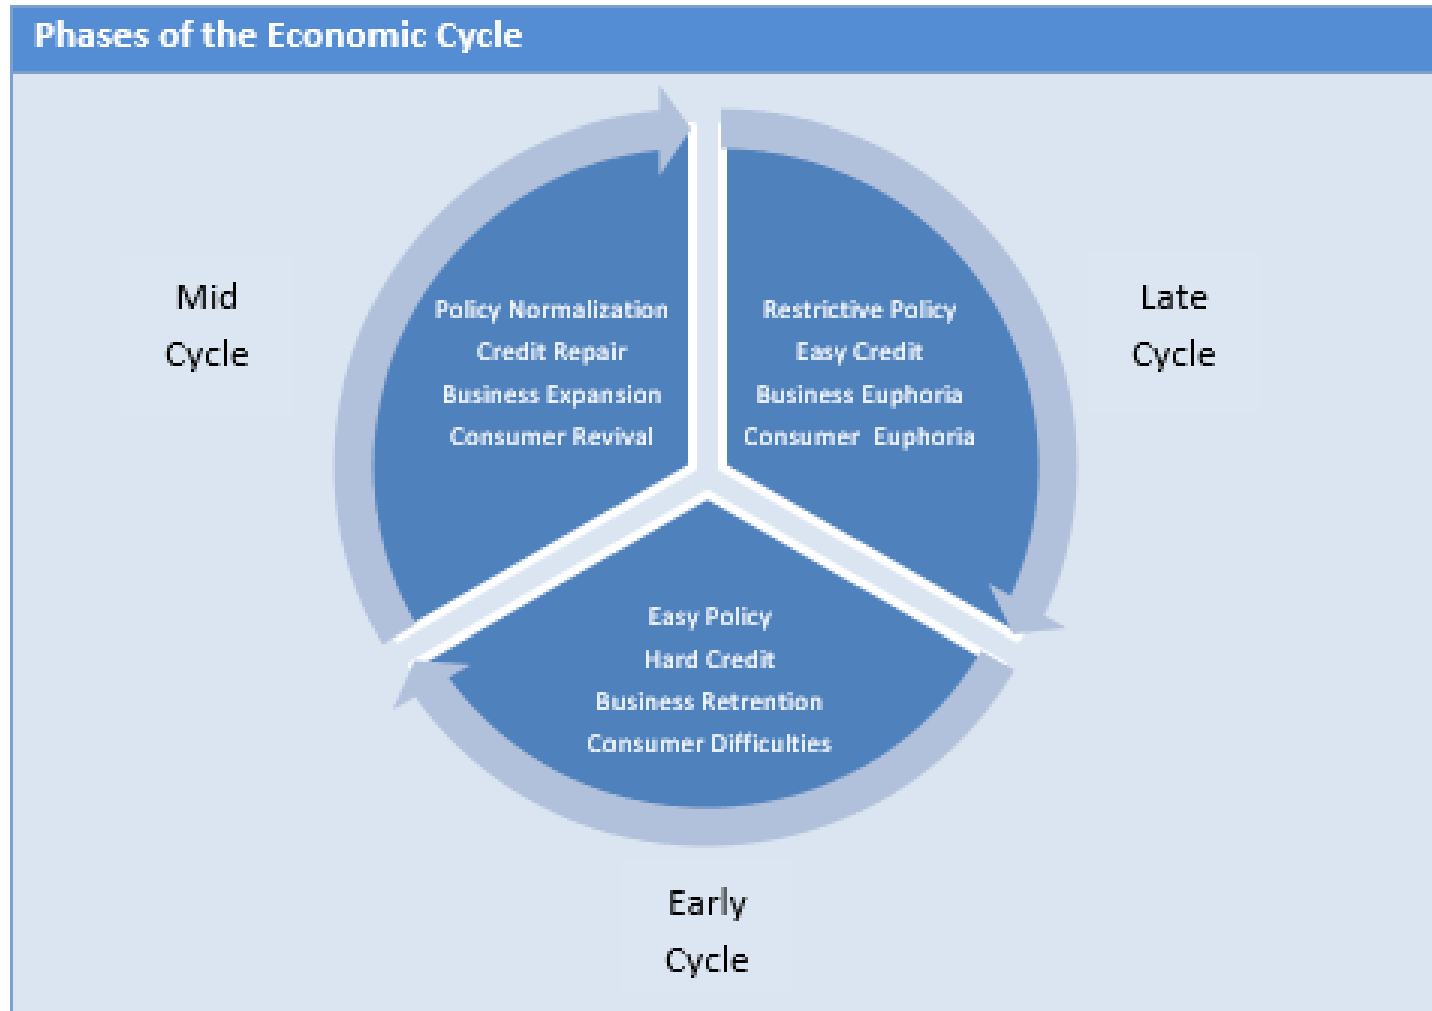 Phases of the Economic Cycle
Mid
Cycle
Policy Normalization
Credit Repair
Business Expansion
Consumer Revival
Restrictive Policy
Easy Credit
Business Euphoria
Consumer  Euphoria
Late
Cycle
Easy Policy
Hard Credit
Business Retrention
Consumer Difficulties
Early
Cycle